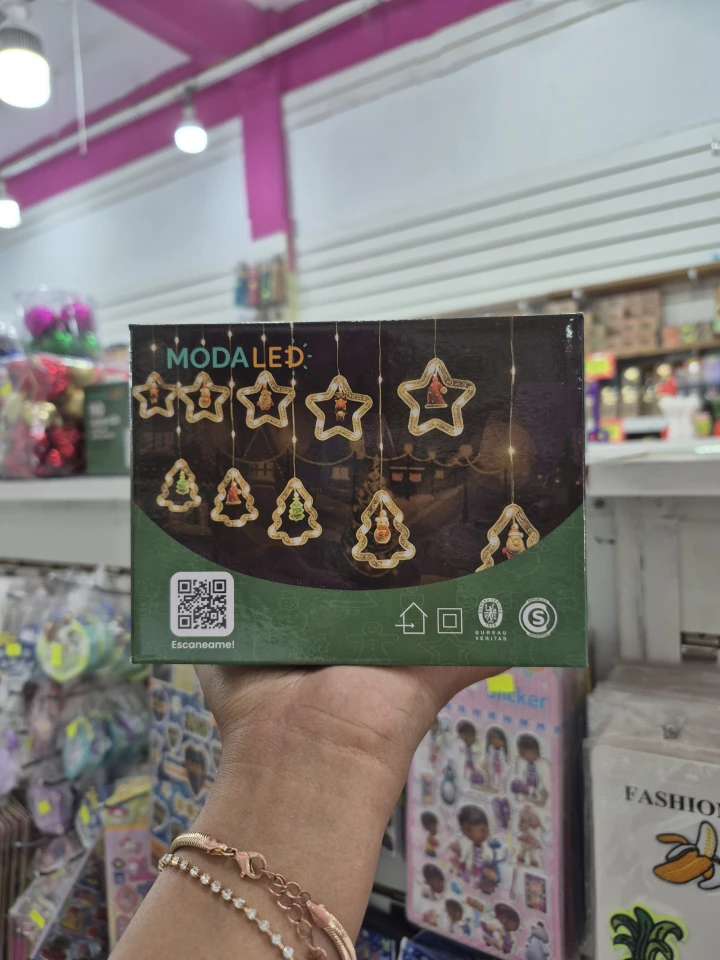 MODALED
Escaneame!
BUREAU
VERITAS
S
Sticker
FASHION